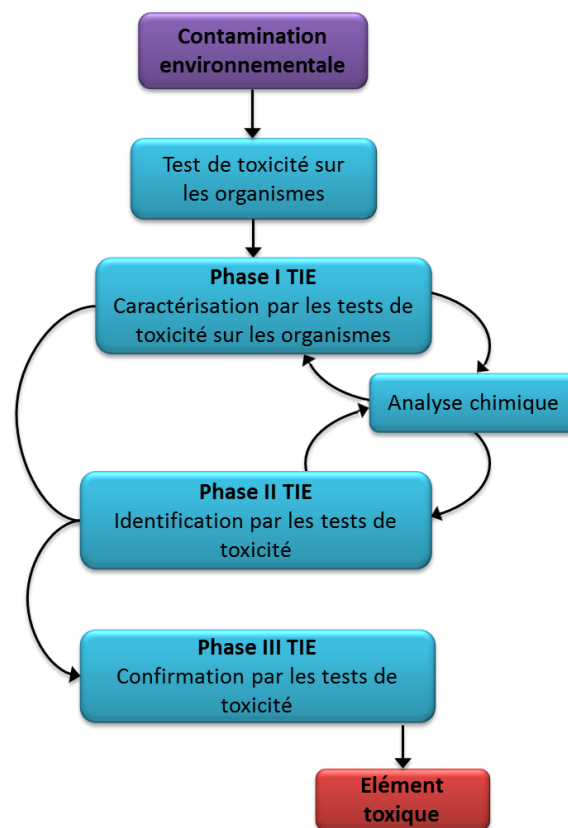 Contamination
environnementale
Test de toxicité sur
les organismes
Phase I TIE
Caractérisation par les tests de
toxicité sur les organismes
Analyse chimique
Phase II TIE
Identification par les tests de
toxicité
Phase III TIE
Confirmation par les tests de
toxicité
Elément
toxique